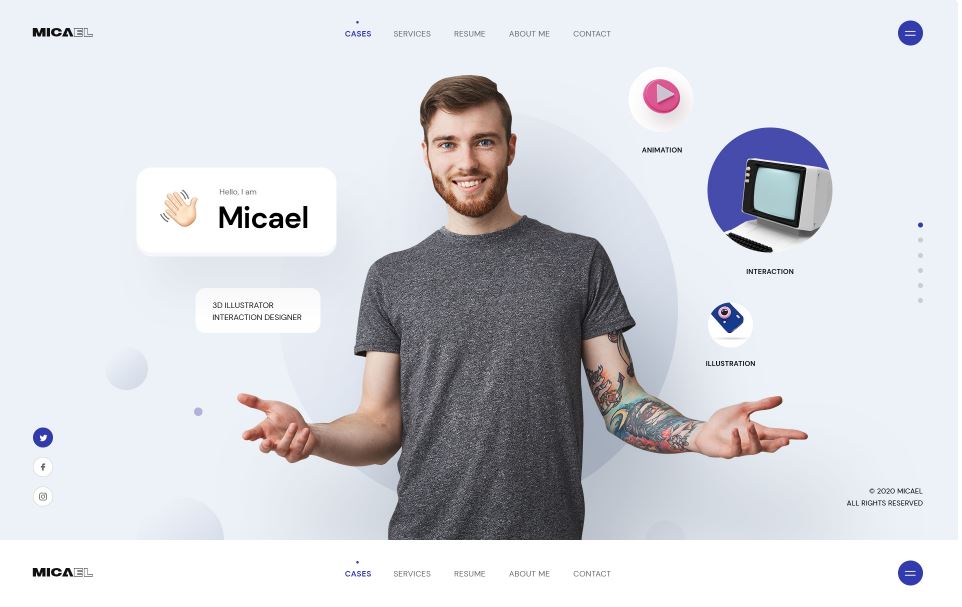 MICAEL
CASES SERVICES RESUME ABOUT ME CONTACT
ANIMATION
Hello, I am
Micael
INTERACTION
3D ILLUSTRATOR
INTERACTION DESIGNER
ILLUSTRATION
© 2020 MICAEL
ALL RIGHTS RESERVED
MICAEL
CASES SERVICES RESUME ABOUT ME CONTACT